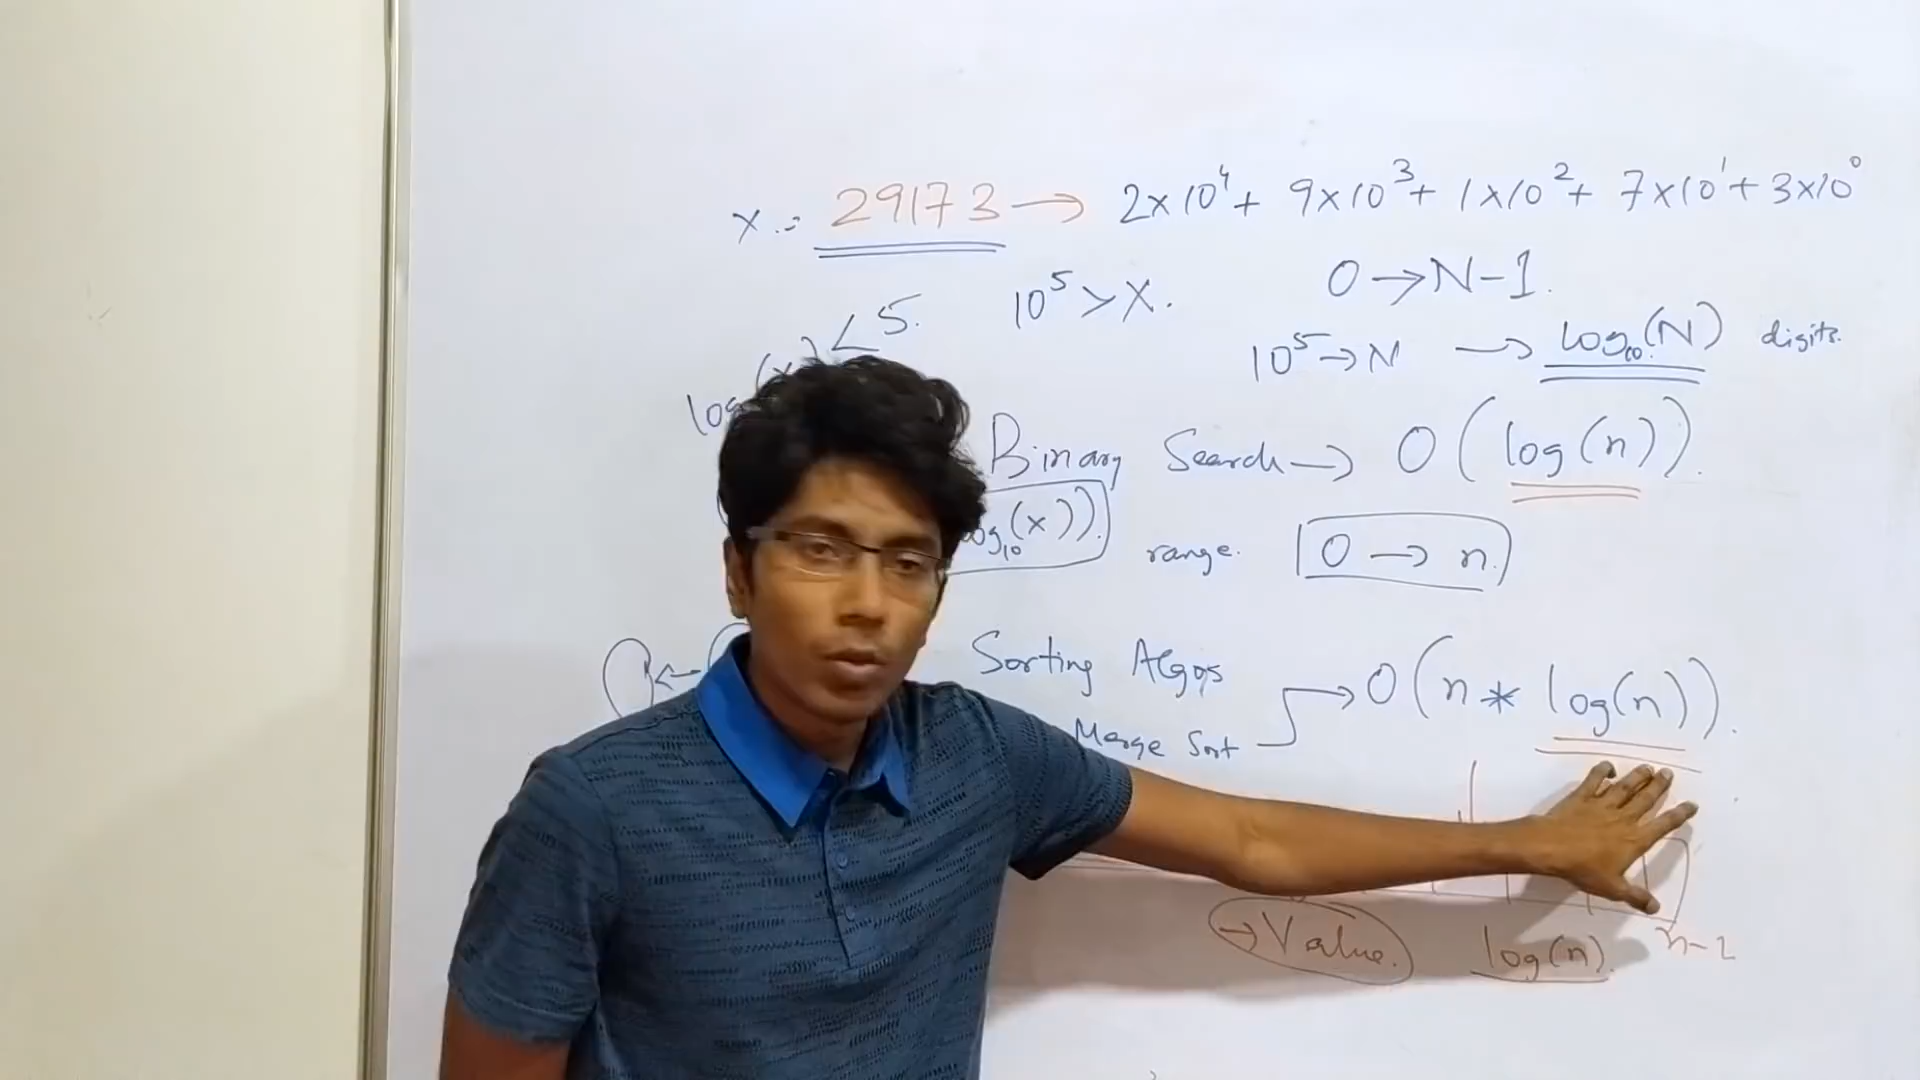 x = 29173 → 2×10⁴ + 9×10³ + 1×10² + 7×10¹ + 3×10⁰
10⁵ > X. 0 → N-1.
< 5.
10⁵ → N → log₁₀(N) digits.
log (x)
Binary Search → O(log(n)).
log₁₀(x)).
range. 0 → n.
Sorting Algos → O(n * log(n)).
Merge Sort
→ Value. log(n). n-2